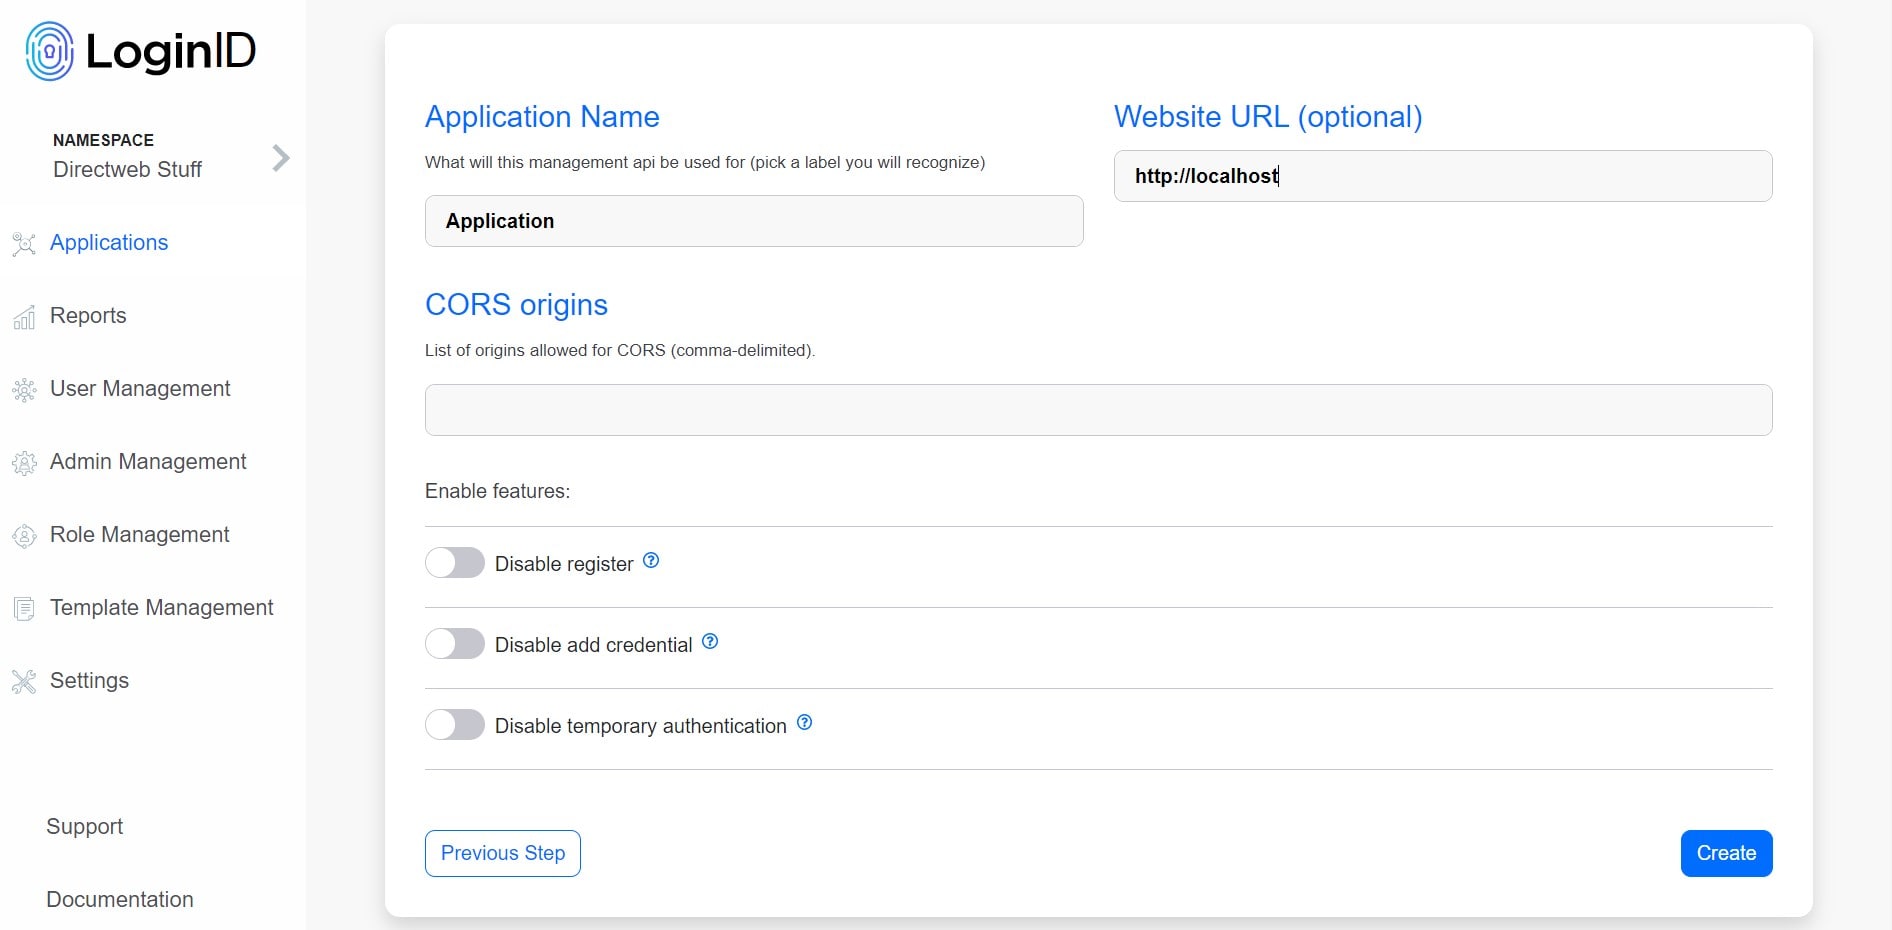 LoginID
NAMESPACE
Directweb Stuff
Applications
Reports
User Management
Admin Management
Role Management
Template Management
Settings
Support
Documentation
Application Name
What will this management api be used for (pick a label you will recognize)
Application
Website URL (optional)
http://localhost
CORS origins
List of origins allowed for CORS (comma-delimited).
Enable features:
Disable register ?
Disable add credential ?
Disable temporary authentication ?
Previous Step
Create